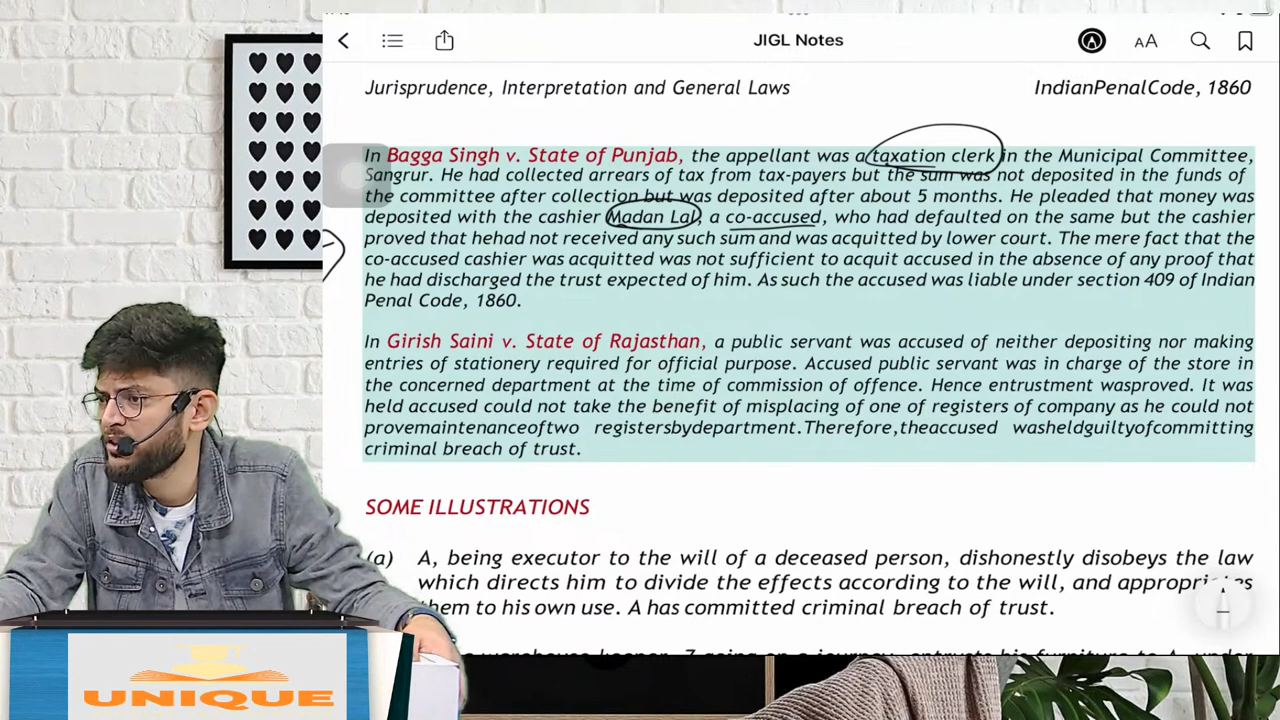 JIGL Notes
AA
Jurisprudence, Interpretation and General Laws
IndianPenalCode, 1860
In Bagga Singh v. State of Punjab, the appellant was a taxation clerk in the Municipal Committee,
Sangrur. He had collected arrears of tax from tax-payers but the sum was not deposited in the funds of
the committee after collection but was deposited after about 5 months. He pleaded that money was
deposited with the cashier Madan Lal, a co-accused, who had defaulted on the same but the cashier
proved that hehad not received any such sum and was acquitted by lower court. The mere fact that the
co-accused cashier was acquitted was not sufficient to acquit accused in the absence of any proof that
he had discharged the trust expected of him. As such the accused was liable under section 409 of Indian
Penal Code, 1860.
In Girish Saini v. State of Rajasthan, a public servant was accused of neither depositing nor making
entries of stationery required for official purpose. Accused public servant was in charge of the store in
the concerned department at the time of commission of offence. Hence entrustment wasproved. It was
held accused could not take the benefit of misplacing of one of registers of company as he could not
provemaintenanceoftwo registersbydepartment.Therefore,theaccused washeldguiltyofcommitting
criminal breach of trust.
SOME ILLUSTRATIONS
(a) A, being executor to the will of a deceased person, dishonestly disobeys the law
which directs him to divide the effects according to the will, and appropriates
them to his own use. A has committed criminal breach of trust.
UNIQUE